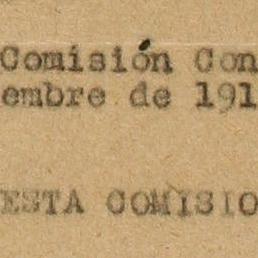 Comisión Con
embre de 191
ESTA COMISIO